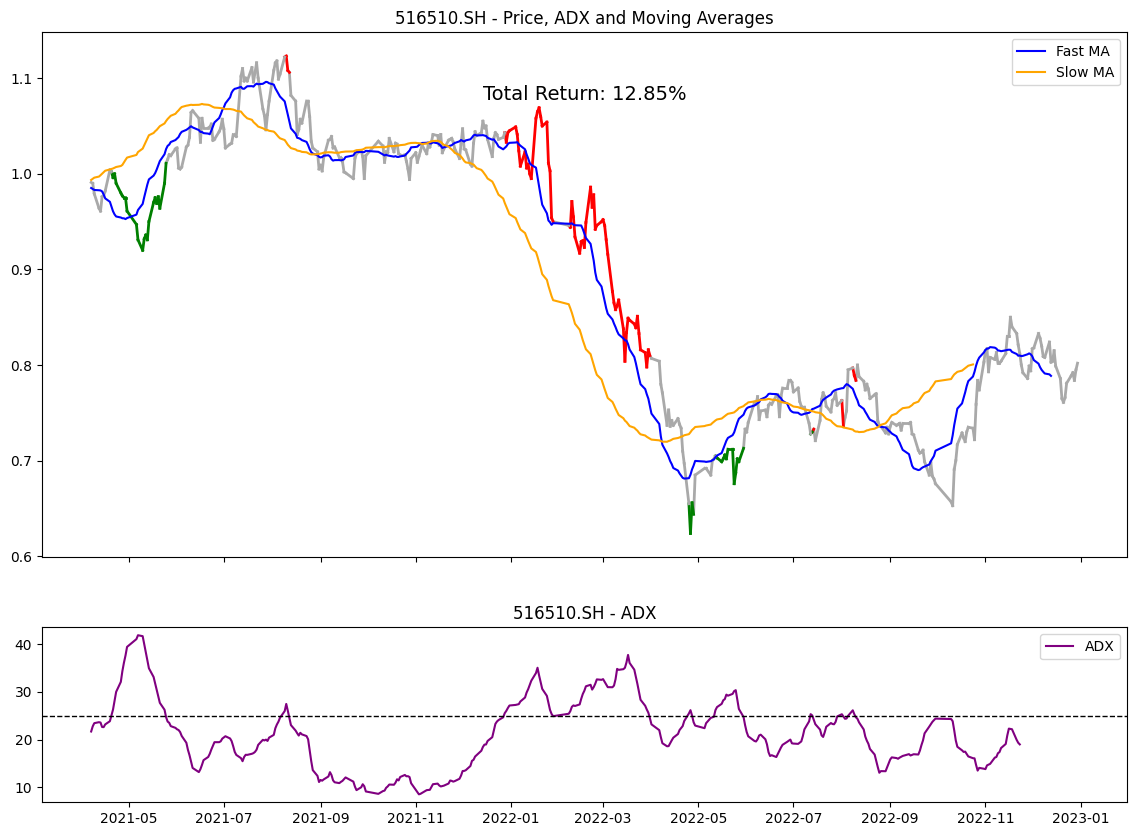 516510.SH - Price, ADX and Moving Averages
Fast MA
Slow MA
Total Return: 12.85%
1.1
1.0
0.9
0.8
0.7
0.6
516510.SH - ADX
ADX
40
30
20
10
2021-05 2021-07 2021-09 2021-11 2022-01 2022-03 2022-05 2022-07 2022-09 2022-11 2023-01